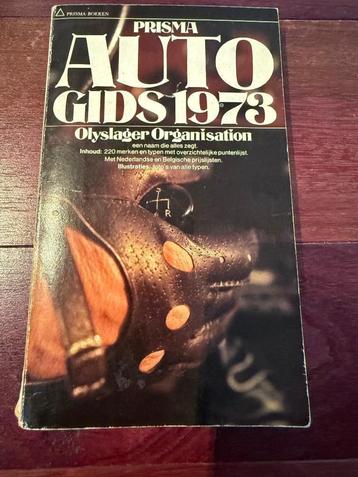 PRISMA-BOEKEN
PRISMA
AUTO
GIDS 1973
Olyslager Organisation
een naam die alles zegt.
Inhoud: 220 merken en typen met overzichtelijke puntenlijst.
Met Nederlandse en Belgische prijslijsten.
Illustraties: foto's van alle typen.
R